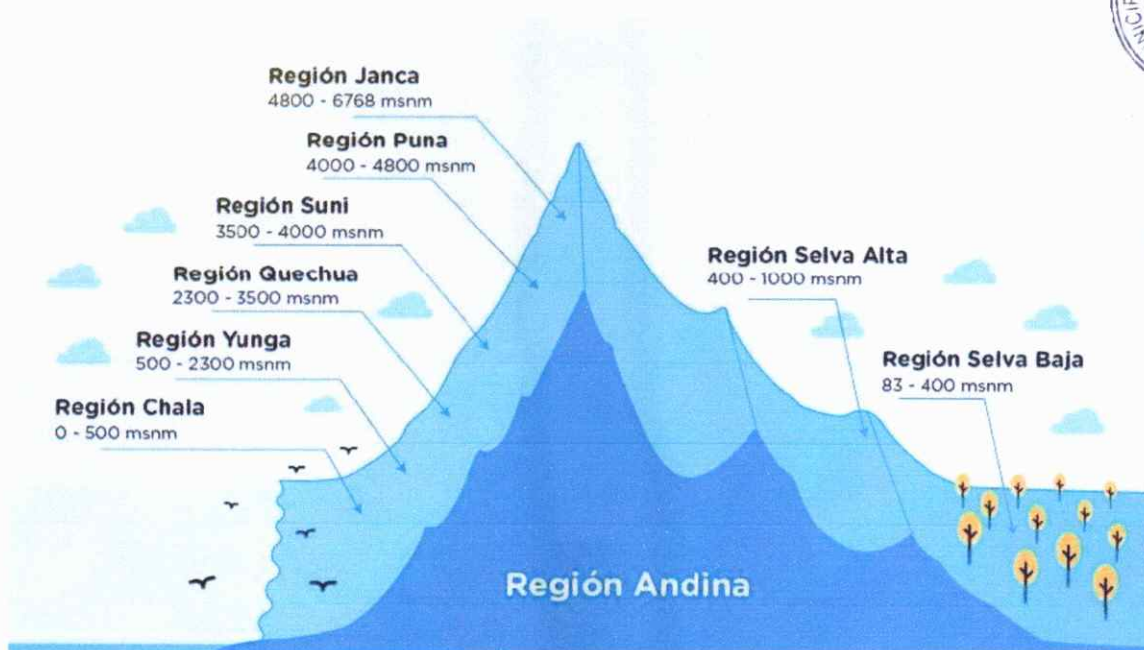 Región Janca
4800 - 6768 msnm
Región Puna
4000 - 4800 msnm
Región Suni
3500 - 4000 msnm
Región Quechua
2300 - 3500 msnm
Región Yunga
500 - 2300 msnm
Región Chala
0 - 500 msnm
Región Selva Alta
400 - 1000 msnm
Región Selva Baja
83 - 400 msnm
Región Andina